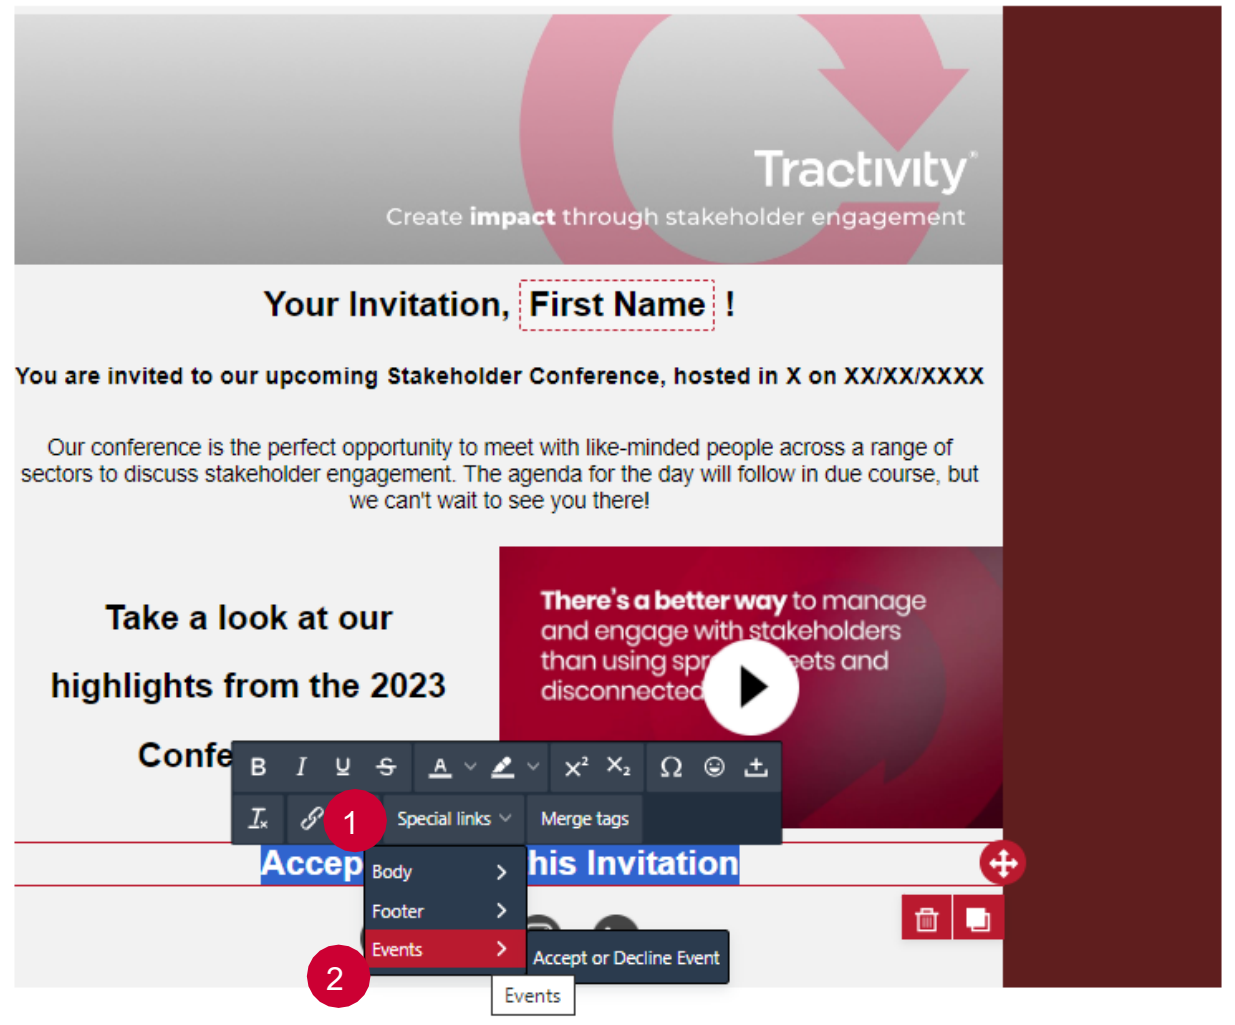 Tractivity
Create impact through stakeholder engagement
Your Invitation, First Name !
You are invited to our upcoming Stakeholder Conference, hosted in X on XX/XX/XXXX
Our conference is the perfect opportunity to meet with like-minded people across a range of
sectors to discuss stakeholder engagement. The agenda for the day will follow in due course, but
we can't wait to see you there!
Take a look at our
highlights from the 2023
Confe
There's a better way to manage
and engage with stakeholders
than using spr eets and
disconnected
B I U S A X² X₂ Ω
Ix 1 Special links Merge tags
Accep his Invitation
Body
Footer
Events
Accept or Decline Event
2
Events